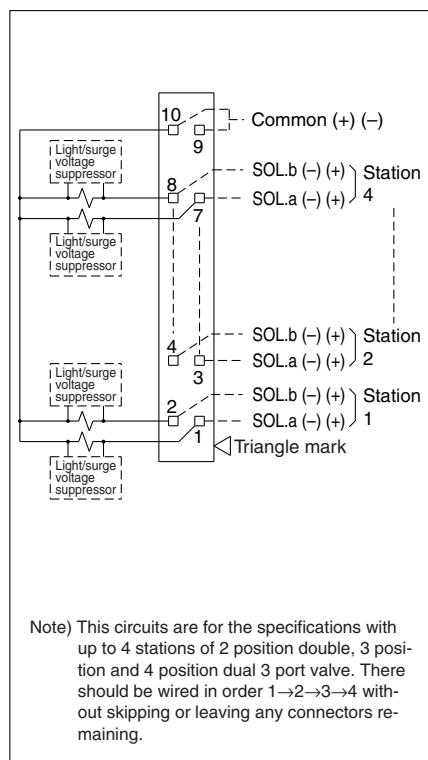 10
Common (+) (–)
9
Light/surge
voltage
suppressor
8
SOL.b (–) (+)
Station
4
SOL.a (–) (+)
7
Light/surge
voltage
suppressor
4
SOL.b (–) (+)
Station
2
SOL.a (–) (+)
3
Light/surge
voltage
suppressor
2
SOL.b (–) (+)
Station
1
SOL.a (–) (+)
1
Triangle mark
Light/surge
voltage
suppressor
Note) This circuits are for the specifications with
up to 4 stations of 2 position double, 3 posi-
tion and 4 position dual 3 port valve. There
should be wired in order 1→2→3→4 with-
out skipping or leaving any connectors re-
maining.